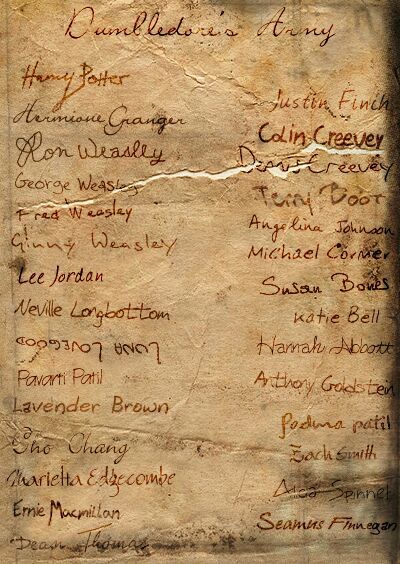 Dumbledore's Army
Harry Potter
Hermione Granger
Ron Weasley
George Weasley
Fred Weasley
Ginny Weasley
Lee Jordan
Neville Longbottom
LUNA LOVEGOOD
Pavarti Patil
Lavender Brown
Cho Chang
Marietta Edgecombe
Ernie Macmillan
Dean Thomas
Justin Finch
Colin Creevey
Dennis Creevey
Terry Boot
Angelina Johnson
Michael Corner
Susan Bones
Katie Bell
Hannah Abbott
Anthony Goldstein
Padma patil
Zach Smith
Spinnet
Seamus Finnegan